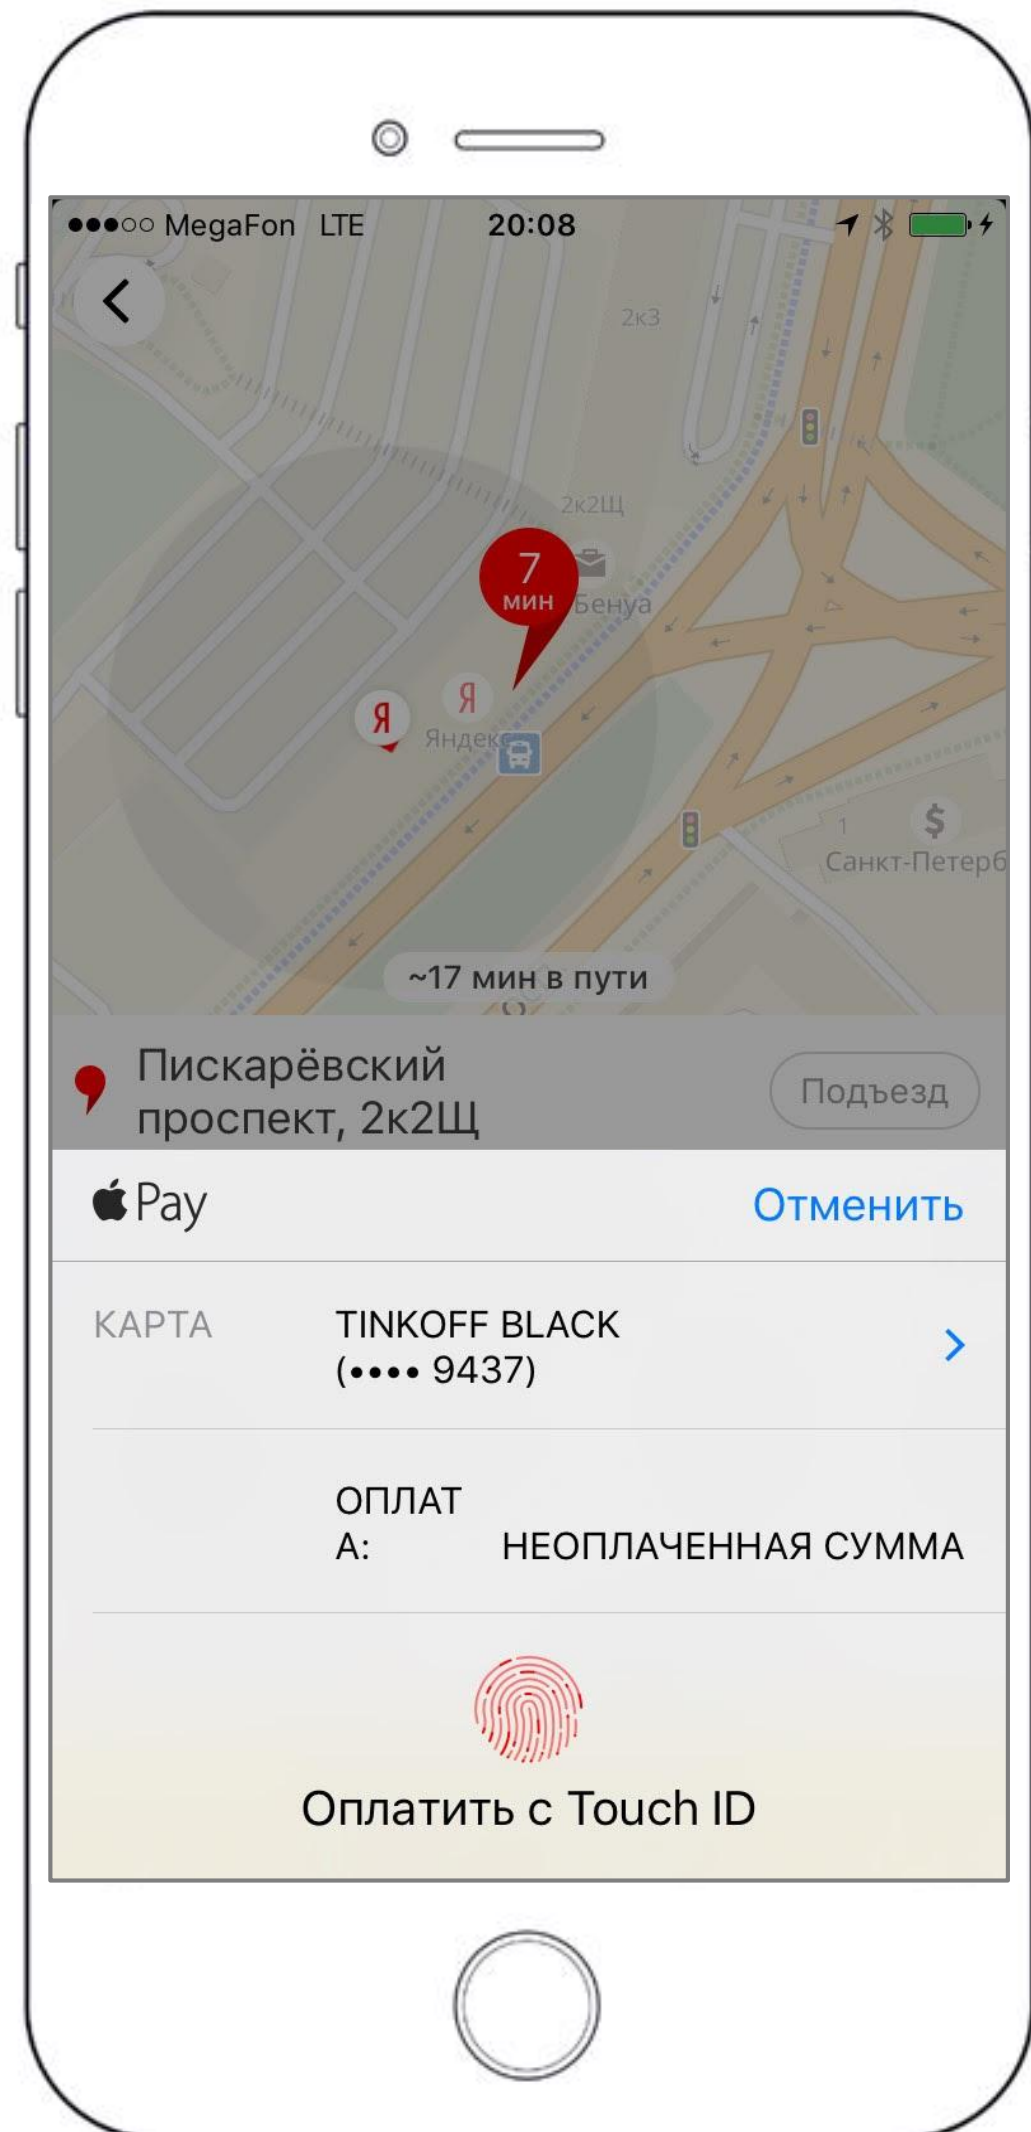 MegaFon LTE 20:08
2к3
2к2Щ
7
мин
Бенуа
Я
Я
Яндекс
1
$
Санкт-Петерб
~17 мин в пути
Пискарёвский
проспект, 2к2Щ
Подъезд
Pay
Отменить
КАРТА
TINKOFF BLACK
(•••• 9437)
ОПЛАТ
А:
НЕОПЛАЧЕННАЯ СУММА
Оплатить с Touch ID